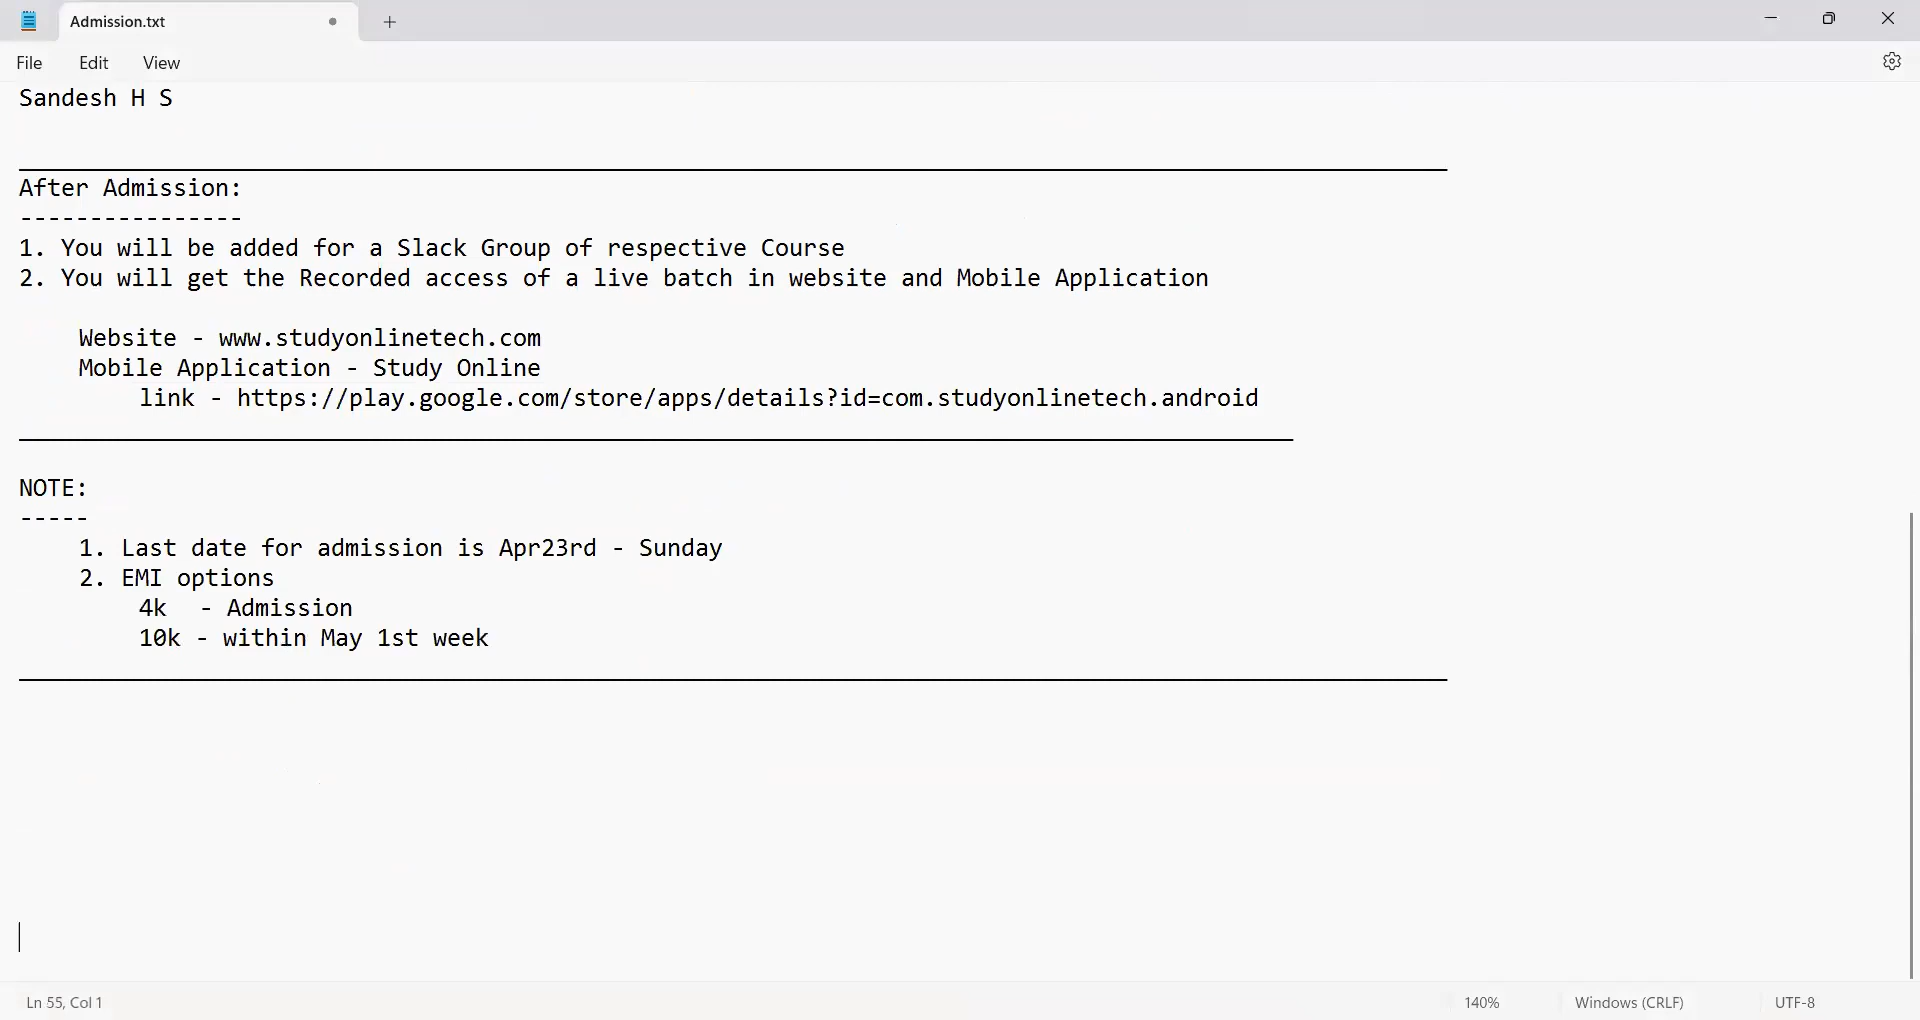 Admission.txt
File Edit View
Sandesh H S
After Admission:
----------------
1. You will be added for a Slack Group of respective Course
2. You will get the Recorded access of a live batch in website and Mobile Application
Website - www.studyonlinetech.com
Mobile Application - Study Online
link - https://play.google.com/store/apps/details?id=com.studyonlinetech.android
NOTE:
-----
1. Last date for admission is Apr23rd - Sunday
2. EMI options
4k - Admission
10k - within May 1st week
Ln 55, Col 1 140% Windows (CRLF) UTF-8